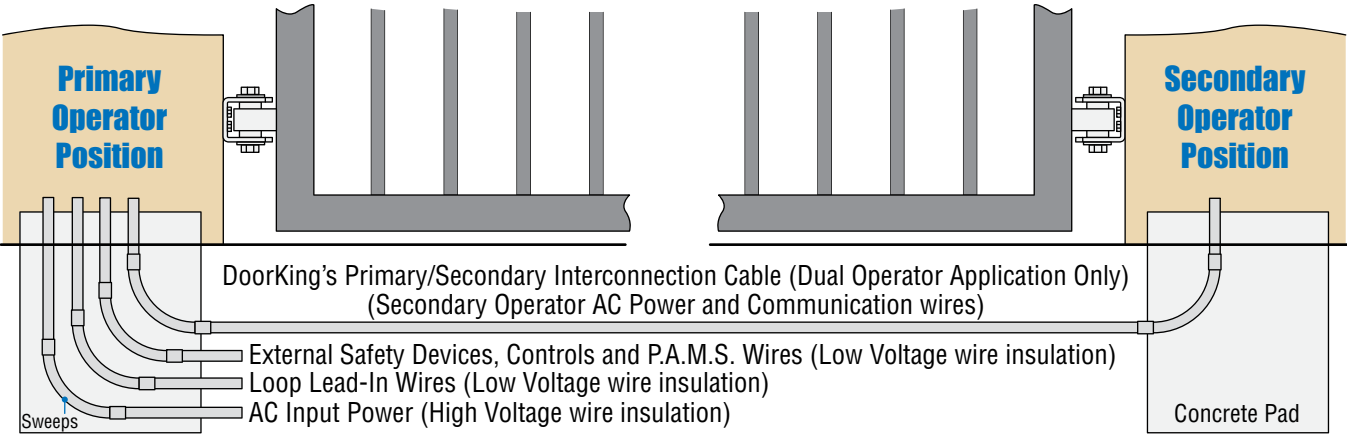 Primary
Operator
Position
Secondary
Operator
Position
DoorKing's Primary/Secondary Interconnection Cable (Dual Operator Application Only)
(Secondary Operator AC Power and Communication wires)
External Safety Devices, Controls and P.A.M.S. Wires (Low Voltage wire insulation)
Loop Lead-In Wires (Low Voltage wire insulation)
AC Input Power (High Voltage wire insulation)
Sweeps
Concrete Pad